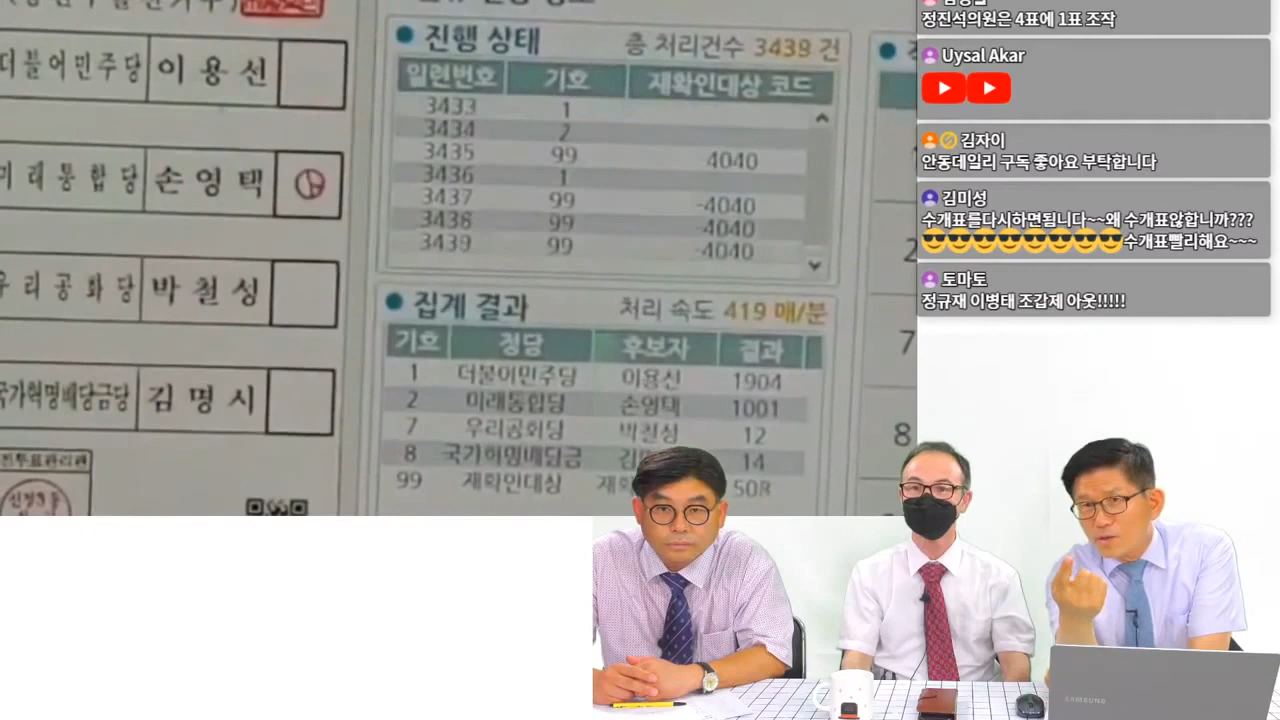 더불어민주당 이용선
미래통합당 손영택
우리공화당 박철성
국가혁명배당금당 김명시
진행 상태
총 처리건수 3439 건
일련번호 기호 재확인대상 코드
3433 1
3434 2
3435 99 4040
3436 1
3437 99 -4040
3438 99 -4040
3439 99 -4040
집계 결과
처리 속도 419 매/분
기호 정당 후보자 결과
1 더불어민주당 이용선 1904
2 미래통합당 손영택 1001
7 우리공화당 박철성 12
8 국가혁명배당금 14
99 재확인대상 508
2
7
8
정진석의원은 4표에 1표 조작
Uysal Akar
김자이
안동데일리 구독 좋아요 부탁합니다
김미성
수개표를다시하면됩니다~~왜 수개표않합니까???
수개표빨리해요~~~
토마토
정규재 이병태 조갑제 아웃!!!!!
SAMSUNG